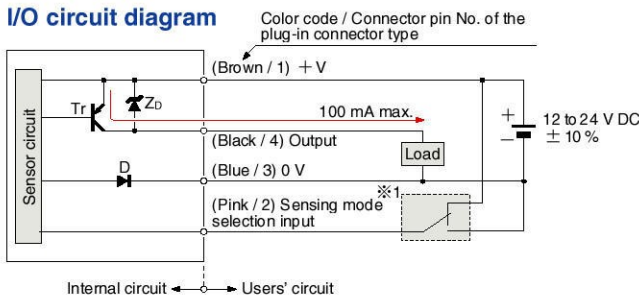 I/O circuit diagram
Color code / Connector pin No. of the
plug-in connector type
(Brown / 1) +V
Tr
ZD
100 mA max.
+
−
12 to 24 V DC
± 10 %
(Black / 4) Output
Load
Sensor circuit
D
(Blue / 3) 0 V
※1
(Pink / 2) Sensing mode
selection input
Internal circuit
Users' circuit